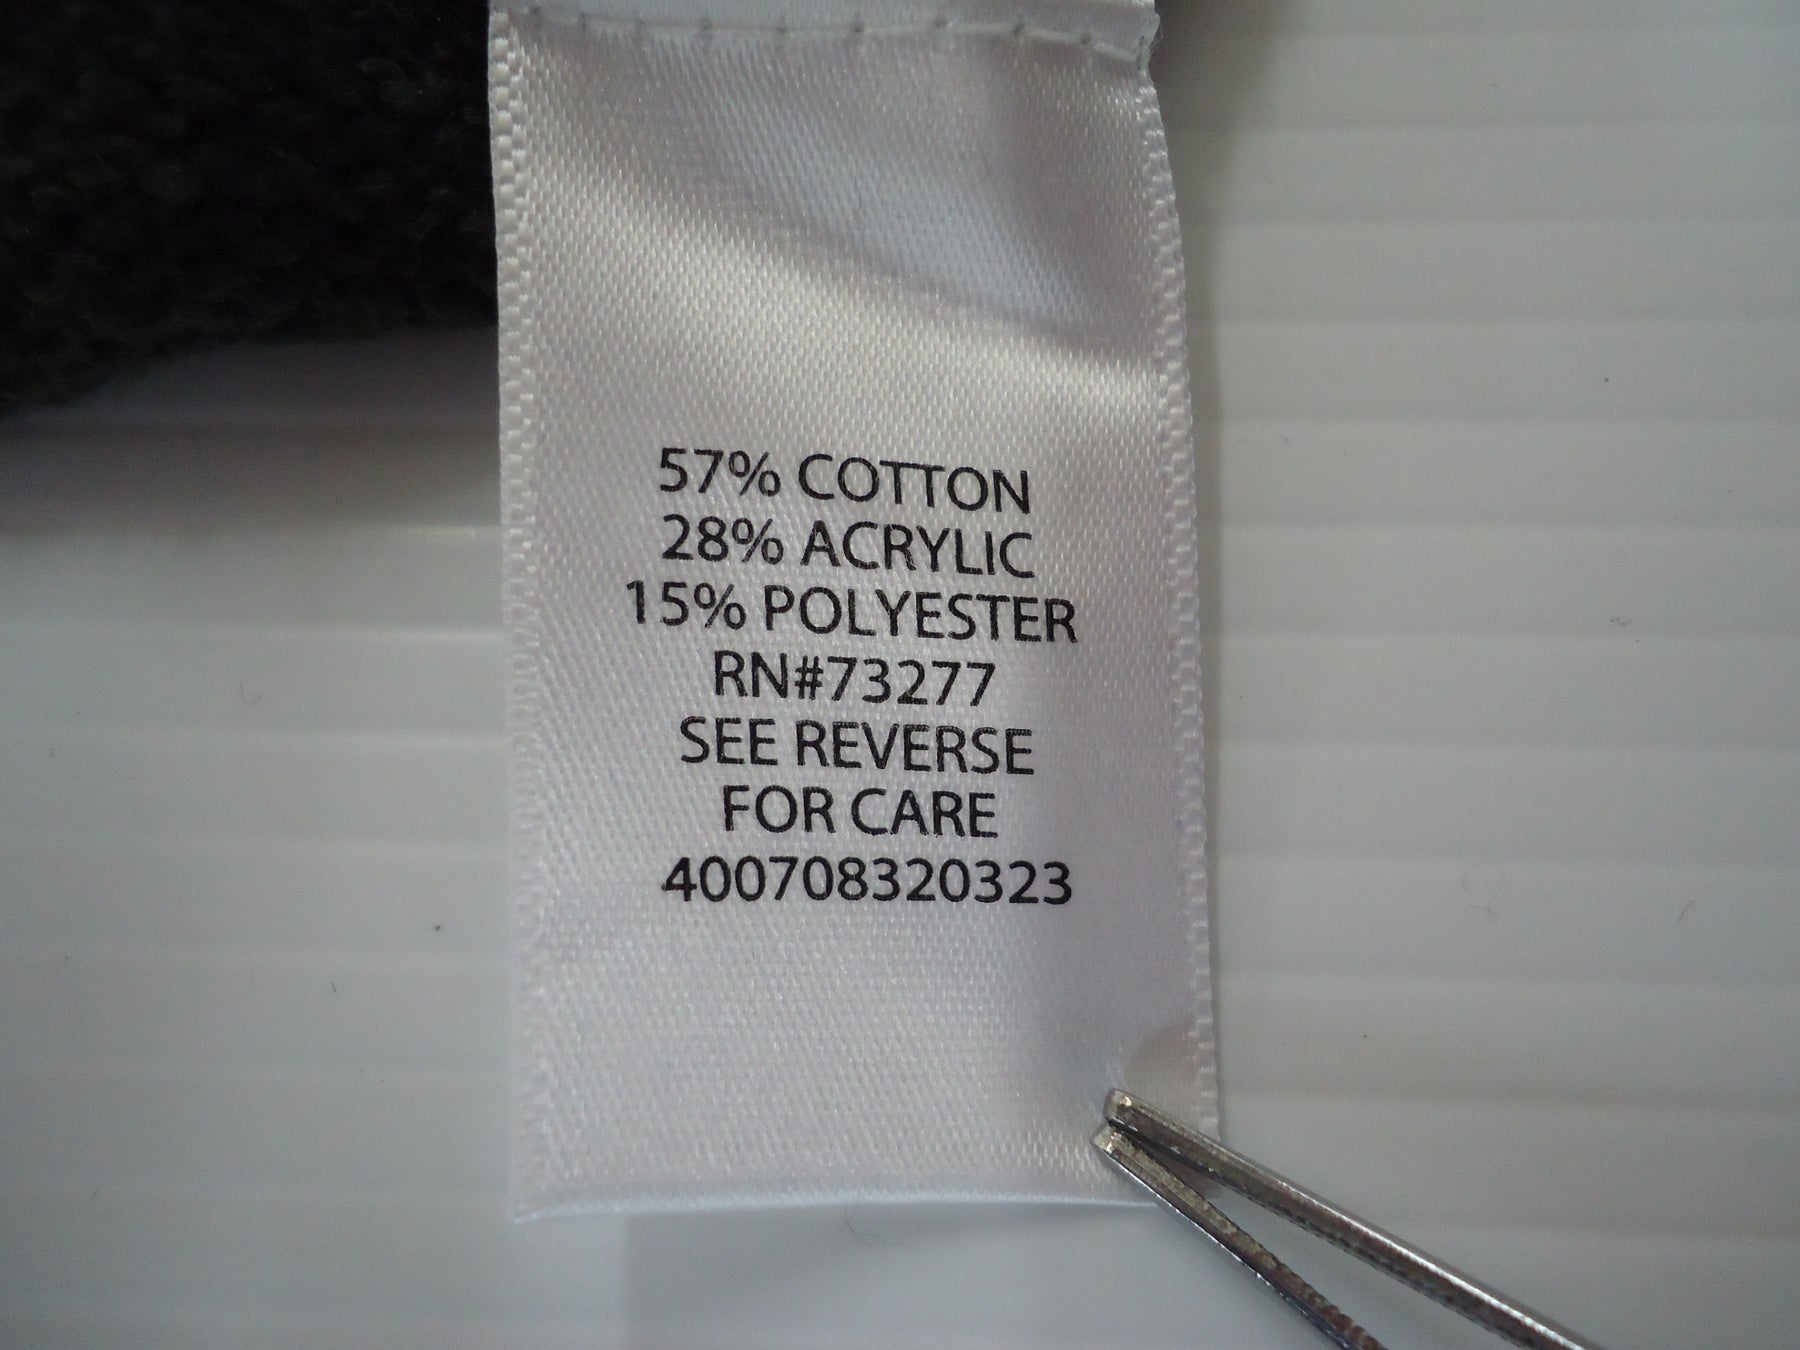 57% COTTON
28% ACRYLIC
15% POLYESTER
RN#73277
SEE REVERSE
FOR CARE
400708320323